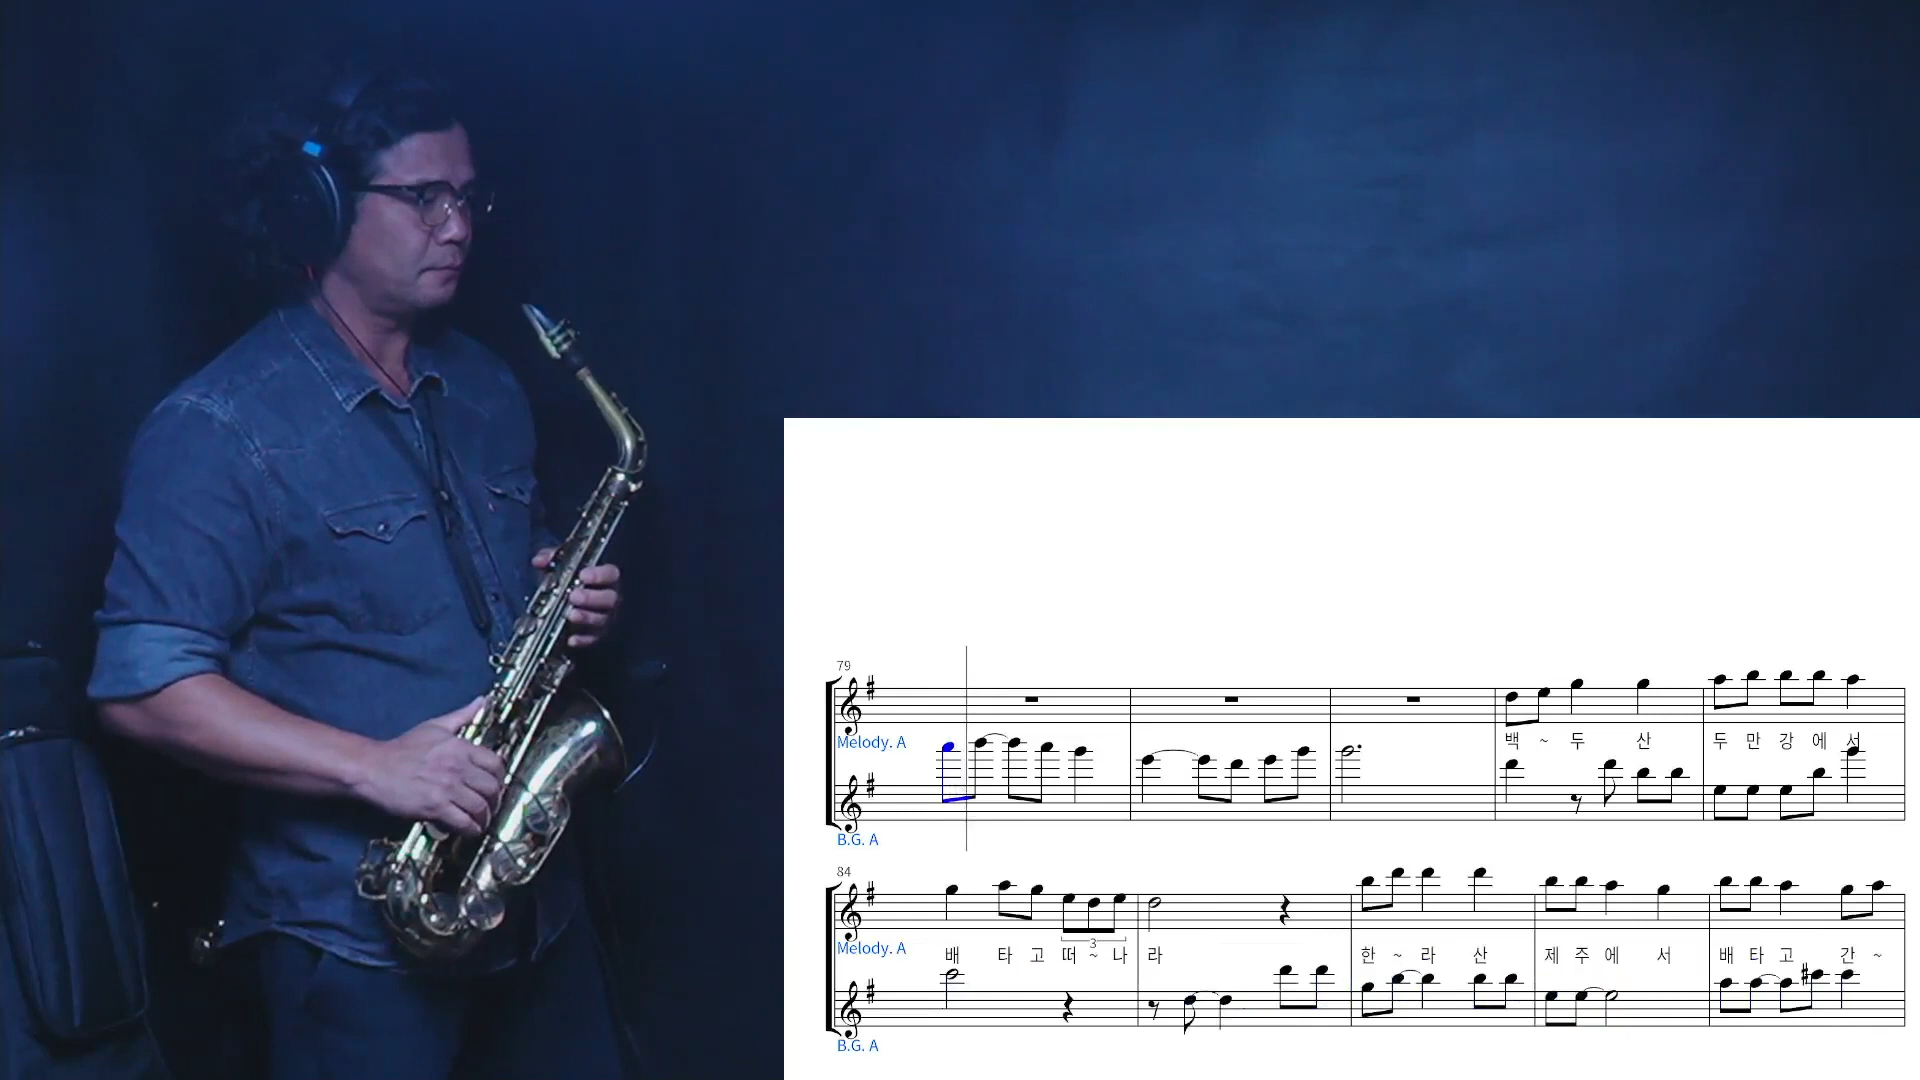 79
Melody. A
백 ~ 두 산 두 만 강 에 서
B.G. A
84
3
Melody. A
배 타 고 떠 ~ 나 라 한 ~ 라 산 제 주 에 서 배 타 고 간 ~
B.G. A